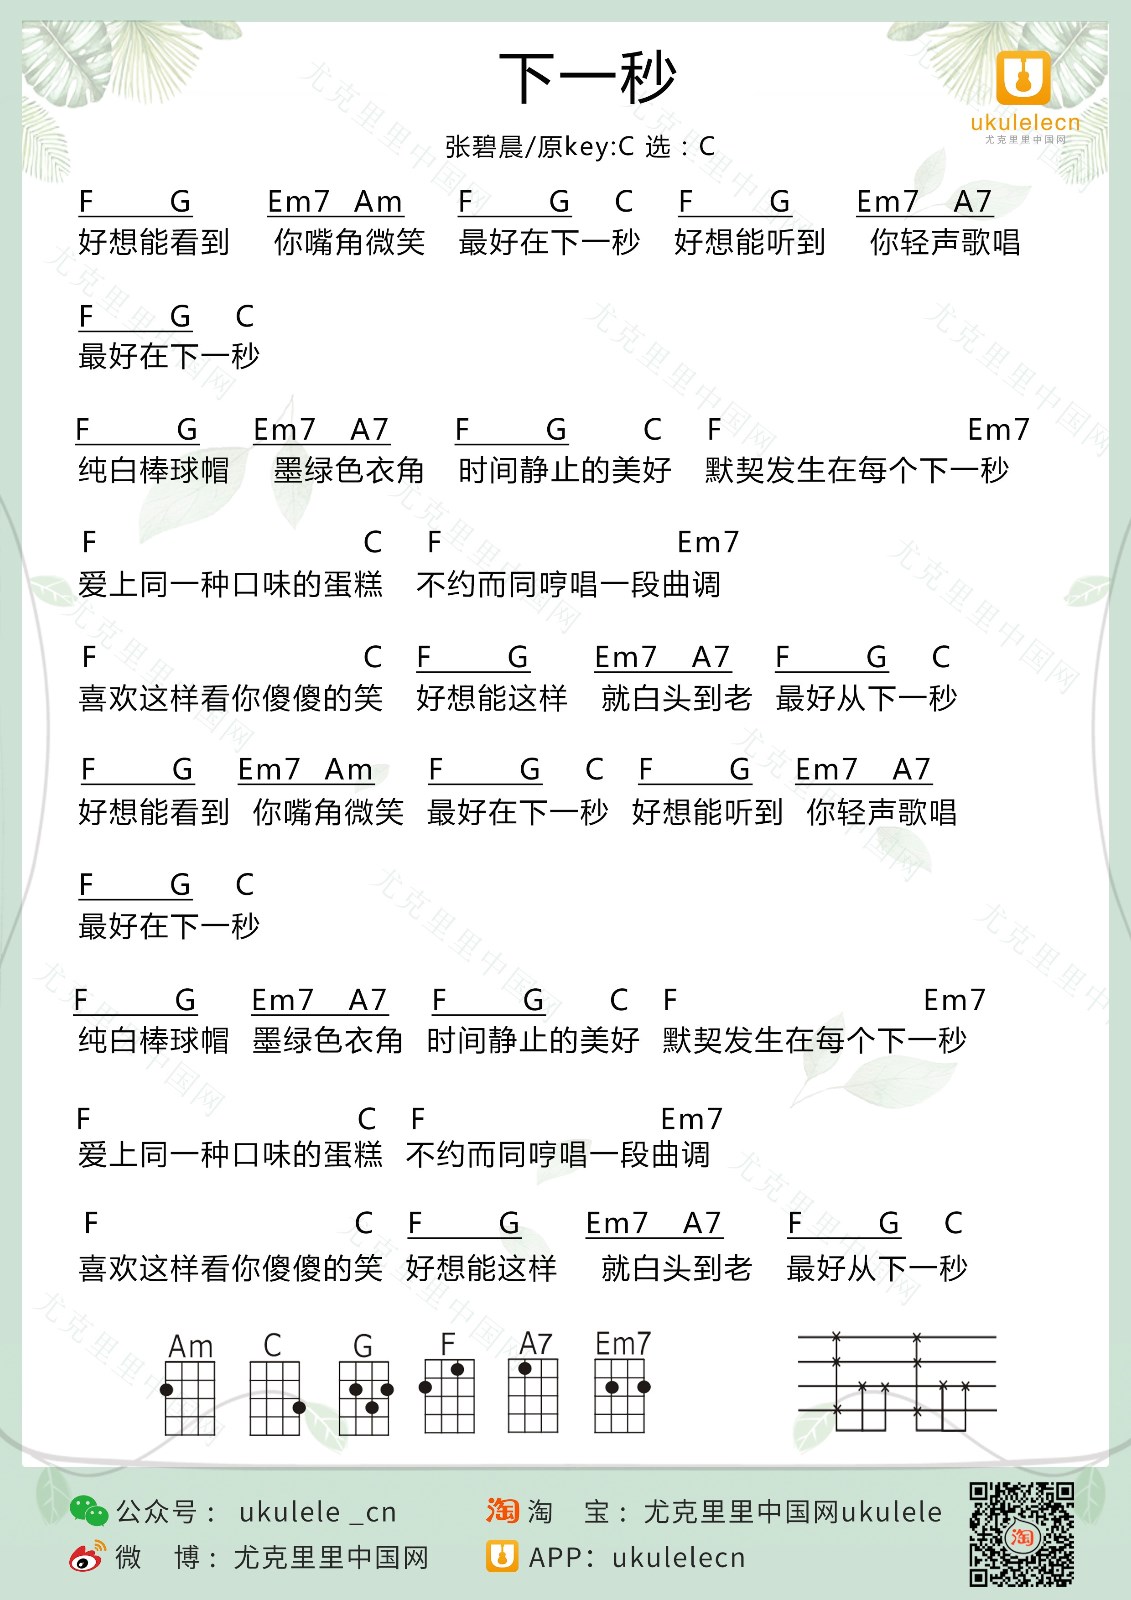 下一秒
ukulelecn
尤克里里中国网
张碧晨/原key:C 选：C
F G Em7 Am F G C F G Em7 A7
好想能看到 你嘴角微笑 最好在下一秒 好想能听到 你轻声歌唱
F G C
最好在下一秒
F G Em7 A7 F G C F Em7
纯白棒球帽 墨绿色衣角 时间静止的美好 默契发生在每个下一秒
F C F Em7
爱上同一种口味的蛋糕 不约而同哼唱一段曲调
F C F G Em7 A7 F G C
喜欢这样看你傻傻的笑 好想能这样 就白头到老 最好从下一秒
F G Em7 Am F G C F G Em7 A7
好想能看到 你嘴角微笑 最好在下一秒 好想能听到 你轻声歌唱
F G C
最好在下一秒
F G Em7 A7 F G C F Em7
纯白棒球帽 墨绿色衣角 时间静止的美好 默契发生在每个下一秒
F C F Em7
爱上同一种口味的蛋糕 不约而同哼唱一段曲调
F C F G Em7 A7 F G C
喜欢这样看你傻傻的笑 好想能这样 就白头到老 最好从下一秒
Am C G F A7 Em7
公众号： ukulele _cn
淘 淘 宝：尤克里里中国网ukulele
微 博：尤克里里中国网
APP：ukulelecn
淘